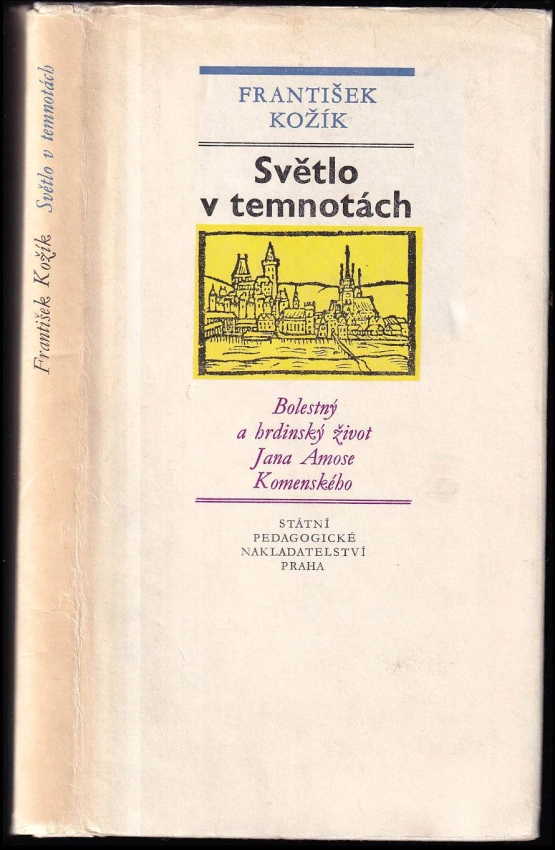 František Kožík Světlo v temnotách
FRANTIŠEK
KOŽÍK
Světlo
v temnotách
Bolestný
a hrdinský život
Jana Amose
Komenského
STÁTNÍ
PEDAGOGICKÉ
NAKLADATELSTVÍ
PRAHA